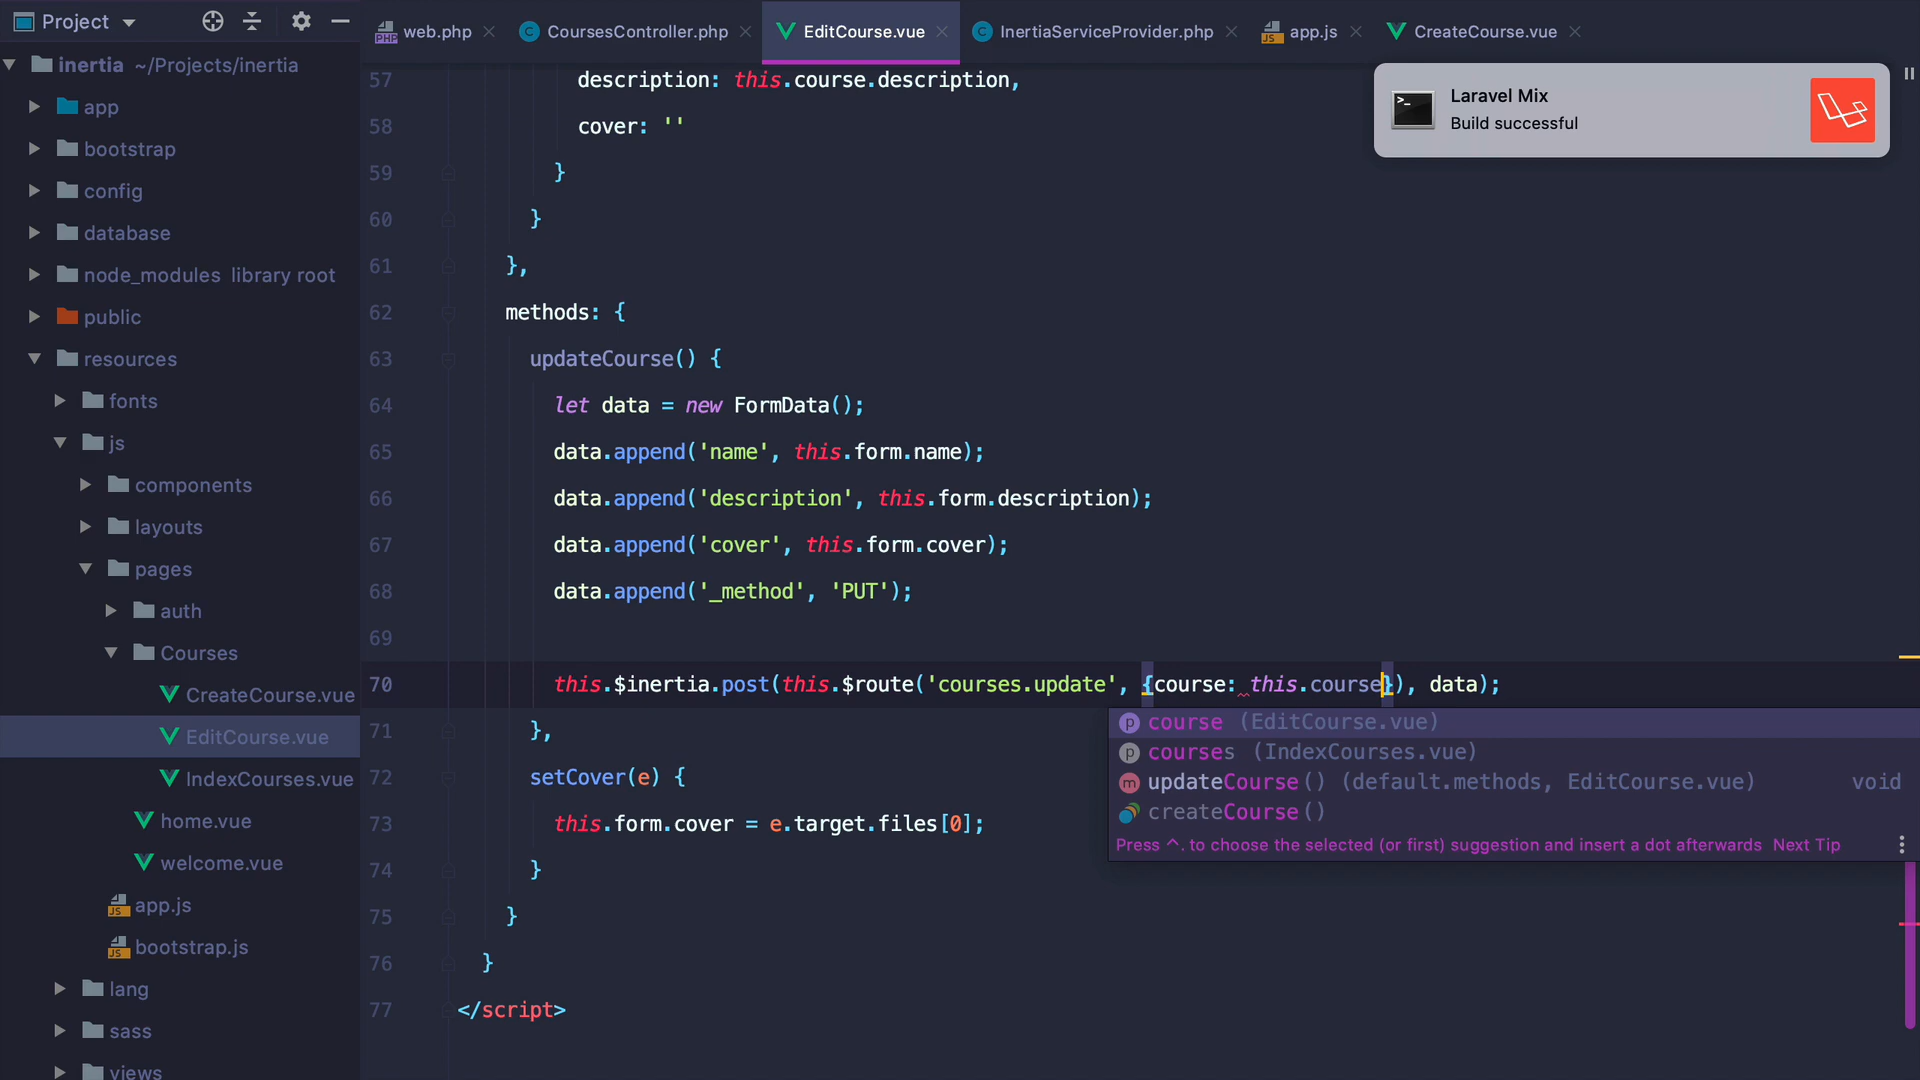 Project
web.php
CoursesController.php
EditCourse.vue
InertiaServiceProvider.php
app.js
CreateCourse.vue
inertia ~/Projects/inertia
app
bootstrap
config
database
node_modules library root
public
resources
fonts
js
components
layouts
pages
auth
Courses
CreateCourse.vue
EditCourse.vue
IndexCourses.vue
home.vue
welcome.vue
app.js
bootstrap.js
lang
sass
views
57 description: this.course.description,
58 cover: ''
59 }
60 }
61 },
62 methods: {
63 updateCourse() {
64 let data = new FormData();
65 data.append('name', this.form.name);
66 data.append('description', this.form.description);
67 data.append('cover', this.form.cover);
68 data.append('_method', 'PUT');
69
70 this.$inertia.post(this.$route('courses.update', {course: this.course}), data);
71 },
72 setCover(e) {
73 this.form.cover = e.target.files[0];
74 }
75 }
76 }
77 </script>
course (EditCourse.vue)
courses (IndexCourses.vue)
updateCourse() (default.methods, EditCourse.vue) void
createCourse()
Press ^. to choose the selected (or first) suggestion and insert a dot afterwards Next Tip
Laravel Mix
Build successful